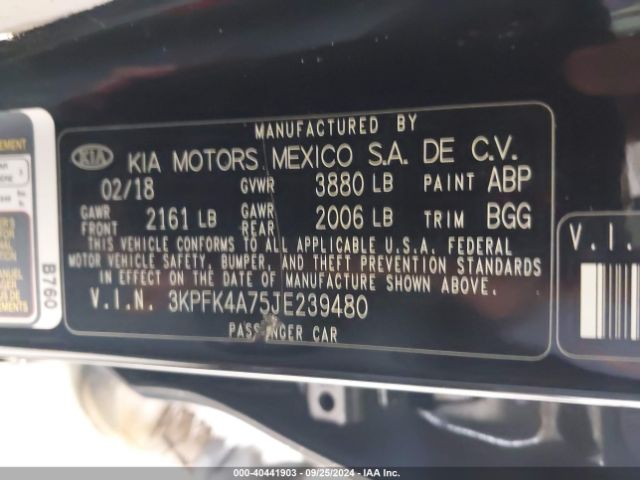 MANUFACTURED BY
KIA KIA MOTORS MEXICO S.A. DE C.V.
02/18 GVWR 3880 LB PAINT ABP
GAWR FRONT 2161 LB GAWR REAR 2006 LB TRIM BGG
THIS VEHICLE CONFORMS TO ALL APPLICABLE U.S.A. FEDERAL
MOTOR VEHICLE SAFETY, BUMPER, AND THEFT PREVENTION STANDARDS
IN EFFECT ON THE DATE OF MANUFACTURE SHOWN ABOVE.
V.I.N. 3KPFK4A75JE239480
PASSENGER CAR
B760
V.I.
000-40441903 - 09/25/2024 - IAA Inc.